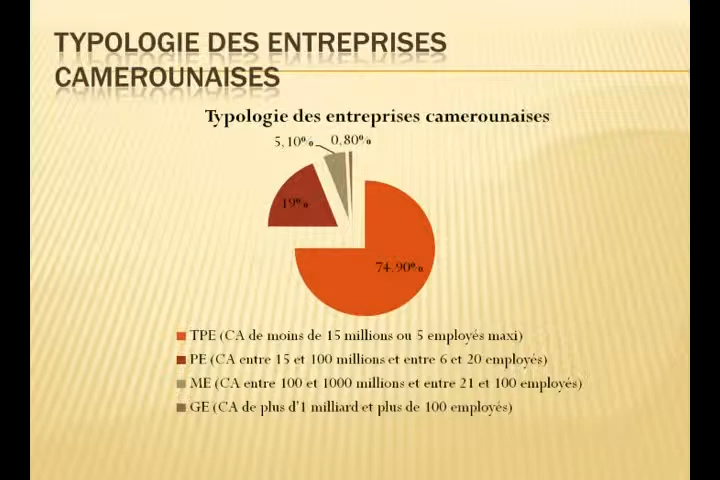 TYPOLOGIE DES ENTREPRISES
CAMEROUNAISES
Typologie des entreprises camerounaises
5,10% 0,80%
19%
74,90%
TPE (CA de moins de 15 millions ou 5 employés maxi)
PE (CA entre 15 et 100 millions et entre 6 et 20 employés)
ME (CA entre 100 et 1000 millions et entre 21 et 100 employés)
GE (CA de plus d'1 milliard et plus de 100 employés)